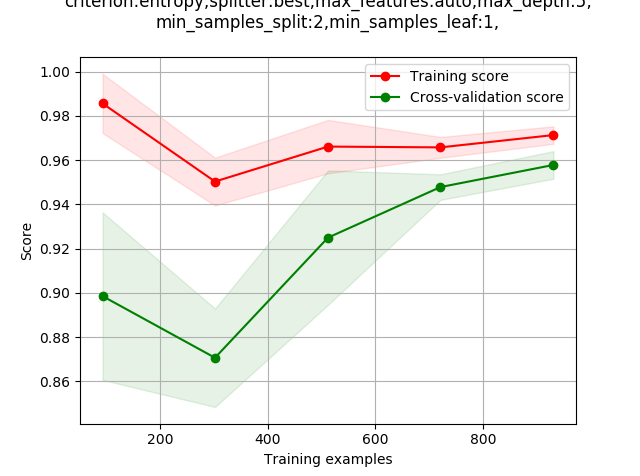 criterion:entropy,splitter:best,max_features:auto,max_depth:5,
min_samples_split:2,min_samples_leaf:1,
1.00
0.98
0.96
0.94
0.92
0.90
0.88
0.86
Score
Training score
Cross-validation score
200
400
600
800
Training examples